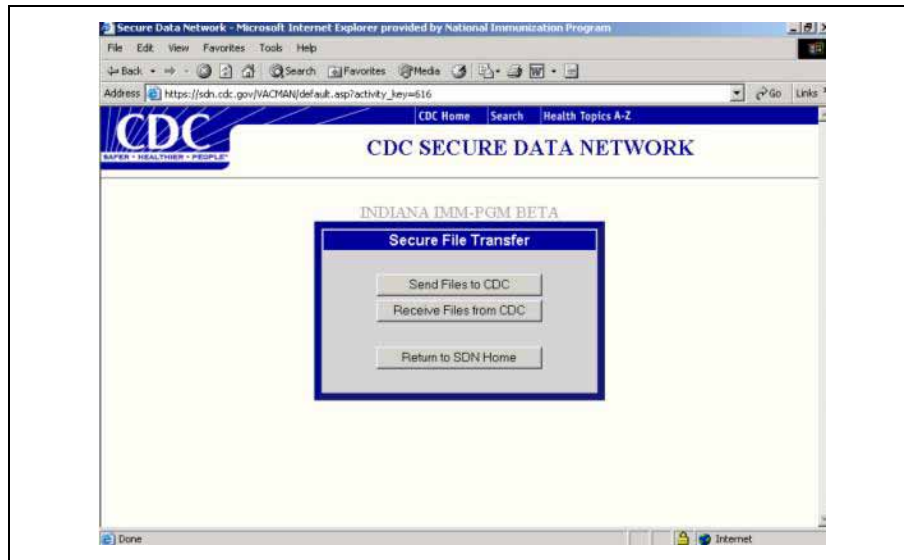 Secure Data Network - Microsoft Internet Explorer provided by National Immunization Program
File Edit View Favorites Tools Help
Back Search Favorites Media
Address https://sdn.cdc.gov/VACMAN/default.asp?activity_key=616 Go Links
CDC Home Search Health Topics A-Z
CDC
SAFER • HEALTHIER • PEOPLE™
CDC SECURE DATA NETWORK
INDIANA IMM-PGM BETA
Secure File Transfer
Send Files to CDC
Receive Files from CDC
Return to SDN Home
Done Internet